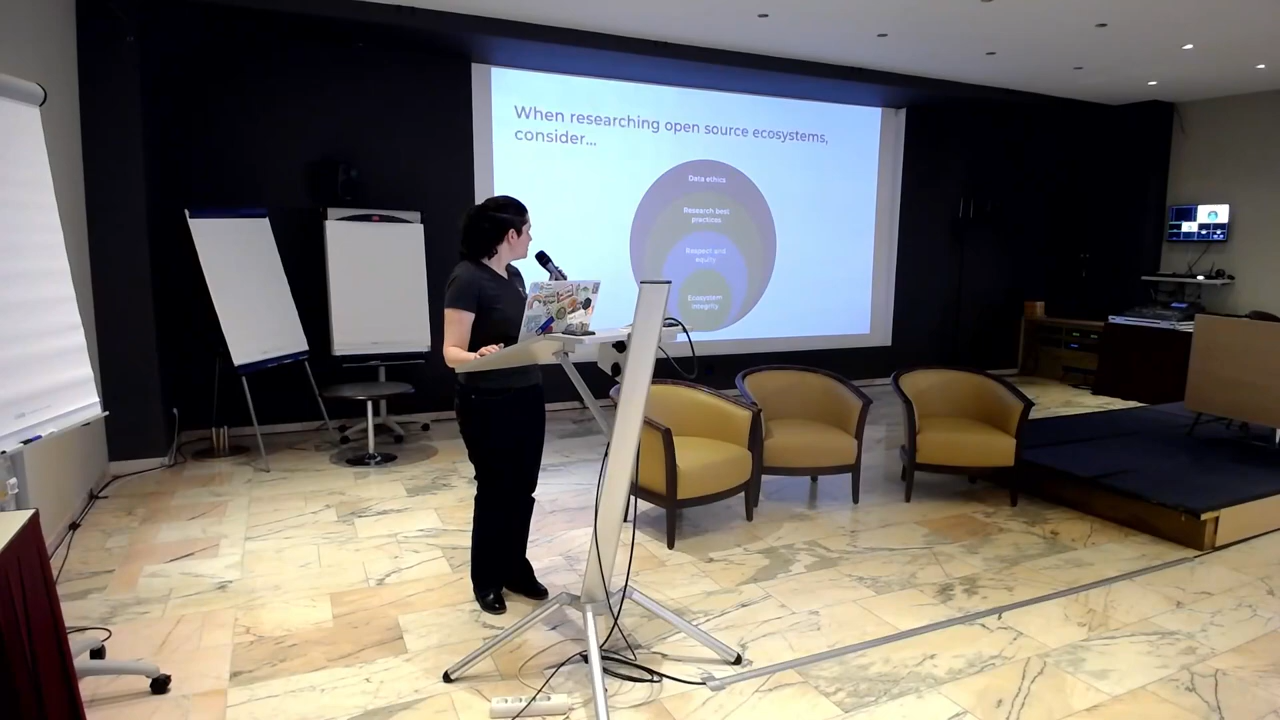 When researching open source ecosystems,
consider...
Data ethics
Research best
practices
Respect and
equity
Ecosystem
integrity